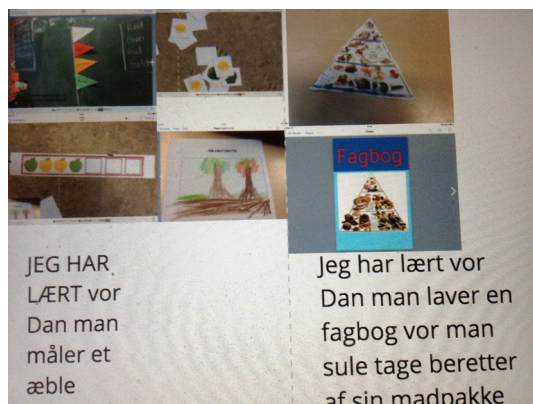 Fagbog
JEG HAR
LÆRT vor
Dan man
måler et
æble
Jeg har lært vor
Dan man laver en
fagbog vor man
sule tage beretter
af sin madpakke